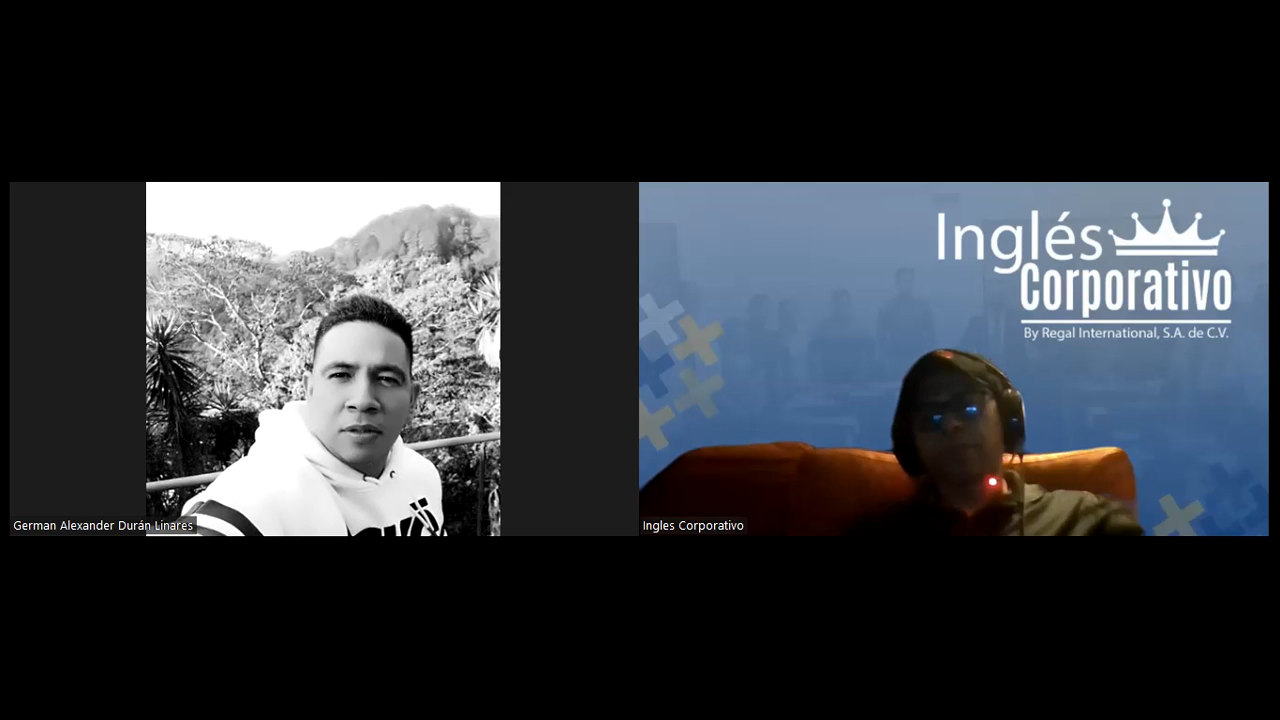 Inglés
Corporativo
By Regal International, S.A. de C.V.
German Alexander Durán Linares
Ingles Corporativo